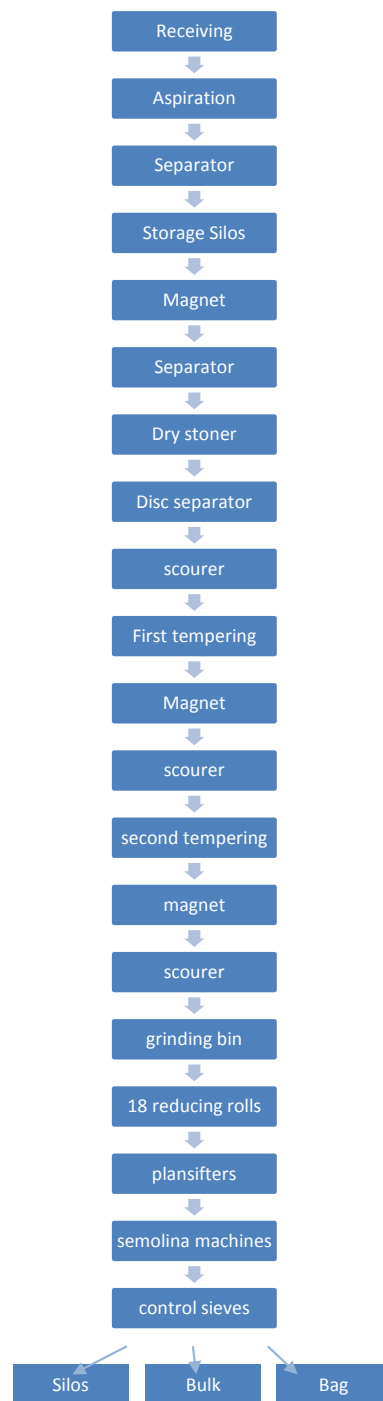 Receiving
Aspiration
Separator
Storage Silos
Magnet
Separator
Dry stoner
Disc separator
scourer
First tempering
Magnet
scourer
second tempering
magnet
scourer
grinding bin
18 reducing rolls
plansifters
semolina machines
control sieves
Silos
Bulk
Bag